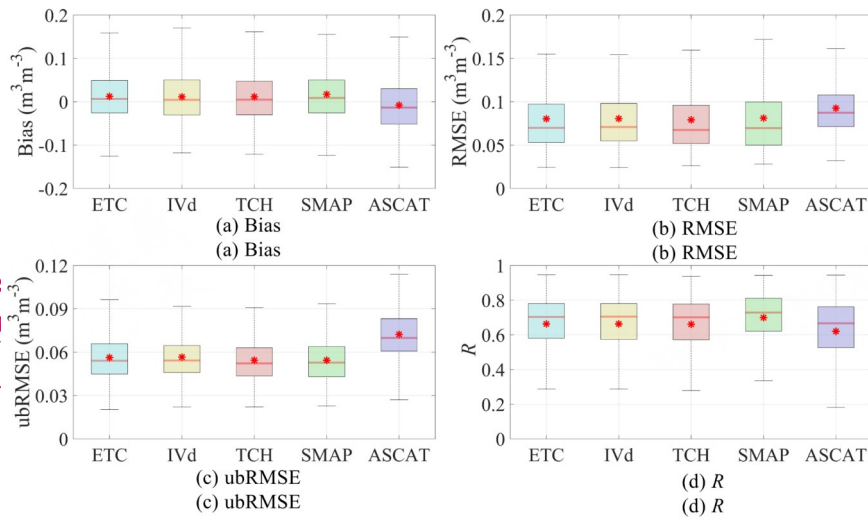 0.2
0.1
0
-0.1
-0.2
Bias (m³m⁻³)
ETC IVd TCH SMAP ASCAT
(a) Bias
(a) Bias
0.2
0.15
0.1
0.05
0
RMSE (m³m⁻³)
ETC IVd TCH SMAP ASCAT
(b) RMSE
(b) RMSE
0.12
0.09
0.06
0.03
0
ubRMSE (m³m⁻³)
ETC IVd TCH SMAP ASCAT
(c) ubRMSE
(c) ubRMSE
1
0.8
0.6
0.4
0.2
0
R
ETC IVd TCH SMAP ASCAT
(d) R
(d) R